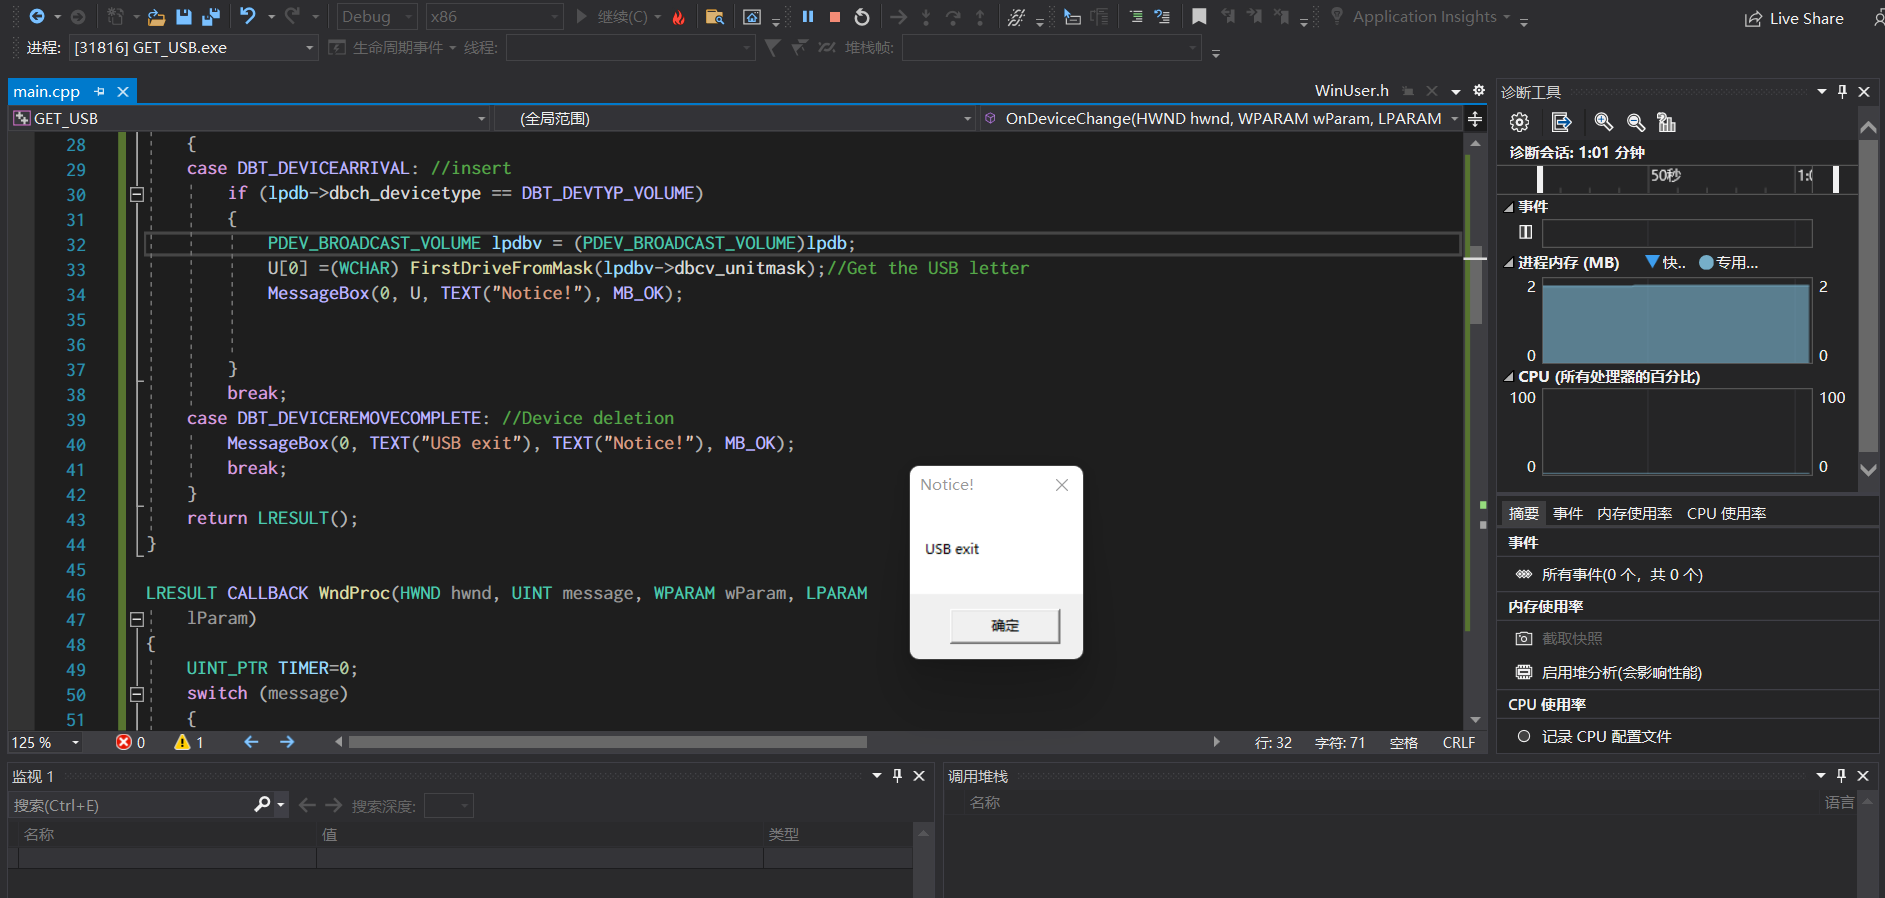 Debug
x86
继续(C)
Application Insights
Live Share
进程:
[31816] GET_USB.exe
生命周期事件
线程:
堆栈帧:
main.cpp
WinUser.h
GET_USB
(全局范围)
OnDeviceChange(HWND hwnd, WPARAM wParam, LPARAM
28 {
29 case DBT_DEVICEARRIVAL: //insert
30 if (lpdb->dbch_devicetype == DBT_DEVTYP_VOLUME)
31 {
32 PDEV_BROADCAST_VOLUME lpdbv = (PDEV_BROADCAST_VOLUME)lpdb;
33 U[0] =(WCHAR) FirstDriveFromMask(lpdbv->dbcv_unitmask);//Get the USB letter
34 MessageBox(0, U, TEXT("Notice!"), MB_OK);
35
36
37 }
38 break;
39 case DBT_DEVICEREMOVECOMPLETE: //Device deletion
40 MessageBox(0, TEXT("USB exit"), TEXT("Notice!"), MB_OK);
41 break;
42 }
43 return LRESULT();
44 }
45
46 LRESULT CALLBACK WndProc(HWND hwnd, UINT message, WPARAM wParam, LPARAM
47 lParam)
48 {
49 UINT_PTR TIMER=0;
50 switch (message)
51 {
Notice!
USB exit
确定
125 %
0
1
行: 32
字符: 71
空格
CRLF
诊断工具
诊断会话: 1:01 分钟
50秒
事件
进程内存 (MB)
快..
专用...
2
2
0
0
CPU (所有处理器的百分比)
100
100
0
0
摘要
事件
内存使用率
CPU 使用率
事件
所有事件(0 个，共 0 个)
内存使用率
截取快照
启用堆分析(会影响性能)
CPU 使用率
记录 CPU 配置文件
监视 1
搜索(Ctrl+E)
搜索深度:
名称
值
类型
调用堆栈
名称
语言